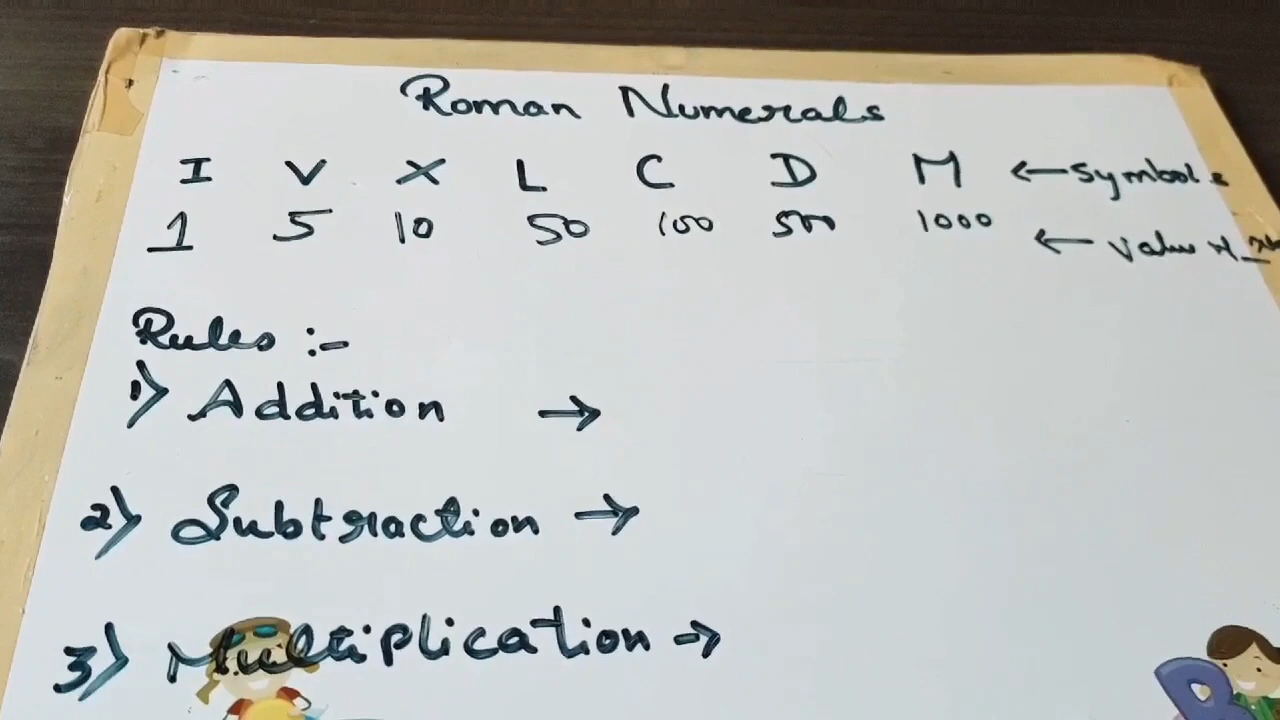 Roman Numerals
I V X L C D M ← Symbols
1 5 10 50 100 500 1000 ← Value
Rules :-
1) Addition →
2) Subtraction →
3) Multiplication →
B